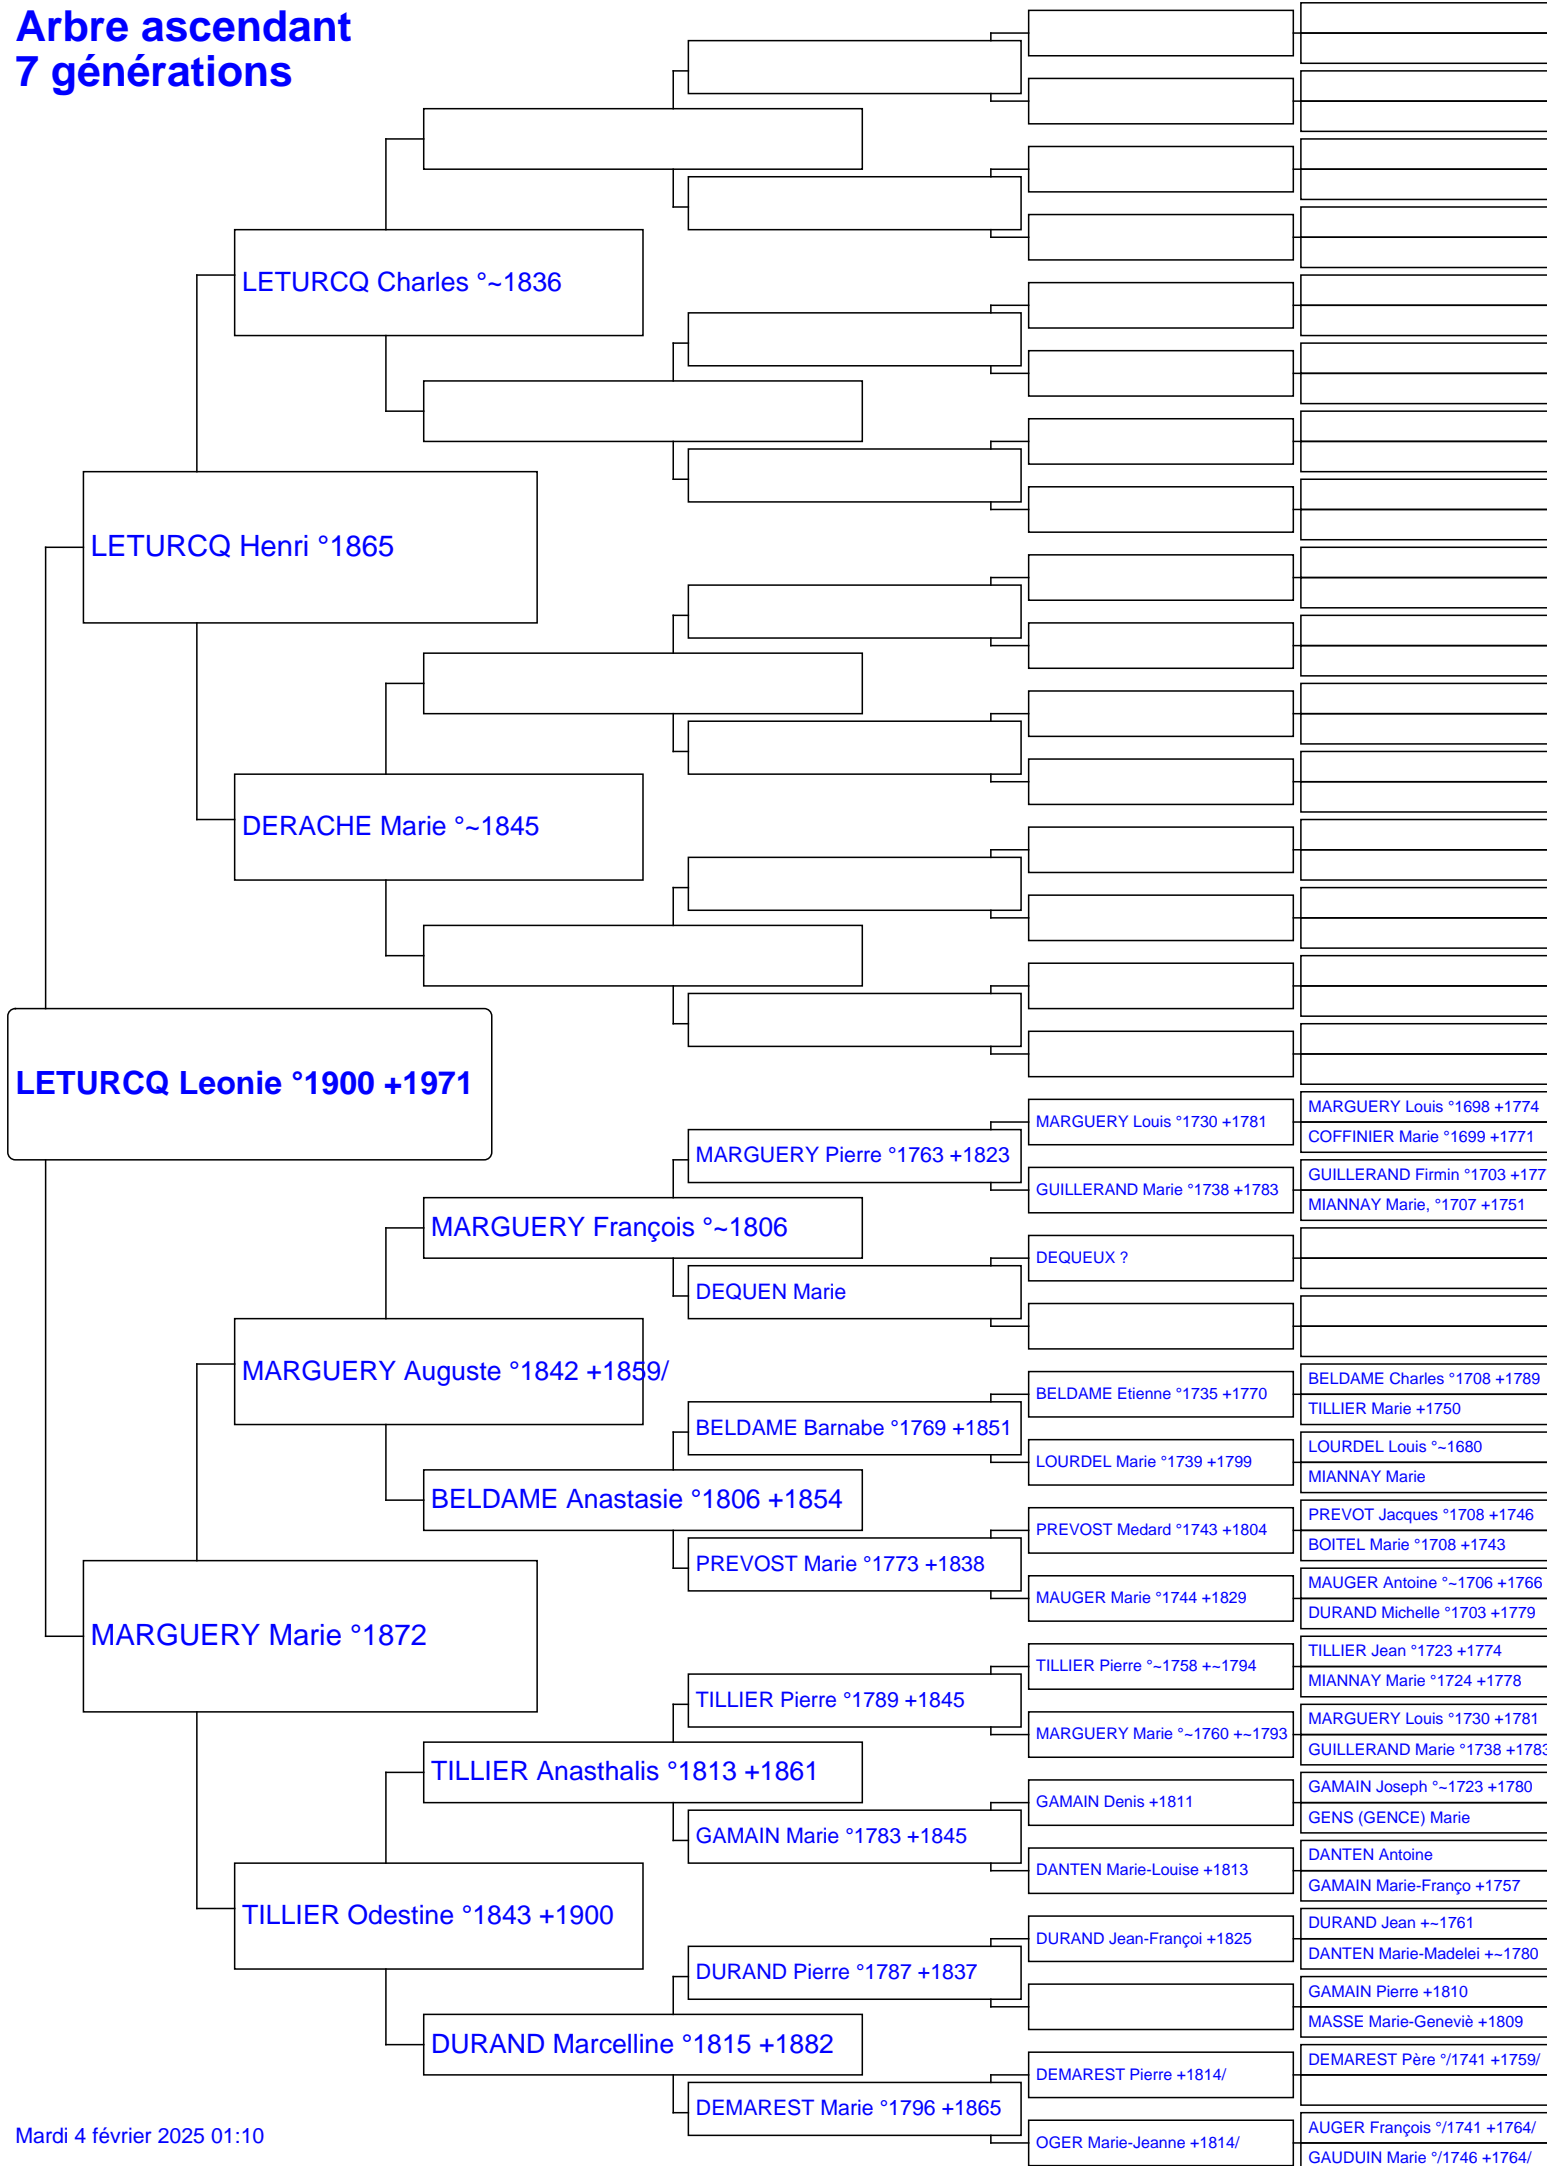 Arbre ascendant
7 générations
LETURCQ Charles °~1836
LETURCQ Henri °1865
DERACHE Marie °~1845
LETURCQ Leonie °1900 +1971
MARGUERY Louis °1698 +1774
MARGUERY Louis °1730 +1781
COFFINIER Marie °1699 +1771
MARGUERY Pierre °1763 +1823
GUILLERAND Firmin °1703 +177
GUILLERAND Marie °1738 +1783
MIANNAY Marie, °1707 +1751
MARGUERY François °~1806
DEQUEUX ?
DEQUEN Marie
MARGUERY Auguste °1842 +1859/
BELDAME Charles °1708 +1789
BELDAME Etienne °1735 +1770
TILLIER Marie +1750
BELDAME Barnabe °1769 +1851
LOURDEL Louis °~1680
LOURDEL Marie °1739 +1799
MIANNAY Marie
BELDAME Anastasie °1806 +1854
PREVOT Jacques °1708 +1746
PREVOST Medard °1743 +1804
BOITEL Marie °1708 +1743
PREVOST Marie °1773 +1838
MAUGER Antoine °~1706 +1766
MAUGER Marie °1744 +1829
DURAND Michelle °1703 +1779
MARGUERY Marie °1872
TILLIER Jean °1723 +1774
TILLIER Pierre °~1758 +~1794
MIANNAY Marie °1724 +1778
TILLIER Pierre °1789 +1845
MARGUERY Louis °1730 +1781
MARGUERY Marie °~1760 +~1793
GUILLERAND Marie °1738 +1783
TILLIER Anasthalis °1813 +1861
GAMAIN Joseph °~1723 +1780
GAMAIN Denis +1811
GENS (GENCE) Marie
GAMAIN Marie °1783 +1845
DANTEN Antoine
DANTEN Marie-Louise +1813
GAMAIN Marie-Franço +1757
TILLIER Odestine °1843 +1900
DURAND Jean +~1761
DURAND Jean-Françoi +1825
DANTEN Marie-Madelei +~1780
DURAND Pierre °1787 +1837
GAMAIN Pierre +1810
MASSE Marie-Geneviè +1809
DURAND Marcelline °1815 +1882
DEMAREST Père °/1741 +1759/
DEMAREST Pierre +1814/
DEMAREST Marie °1796 +1865
AUGER François °/1741 +1764/
OGER Marie-Jeanne +1814/
GAUDUIN Marie °/1746 +1764/
Mardi 4 février 2025 01:10